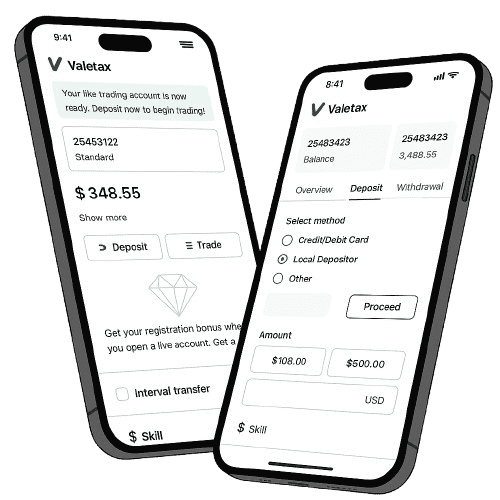 9:41
Valetax
Your like trading account is now
ready. Deposit now to begin trading!
25453122
Standard
$ 348.55
Show more
Deposit
Trade
Get your registration bonus whe
you open a live account. Get a
Interval transfer
$ Skill
8:41
Valetax
25483423
Balance
25483423
3,488.55
Overview
Deposit
Withdrawal
Select method
Credit/Debit Card
Local Depositor
Other
Proceed
Amount
$108.00
$500.00
USD
$ Skill